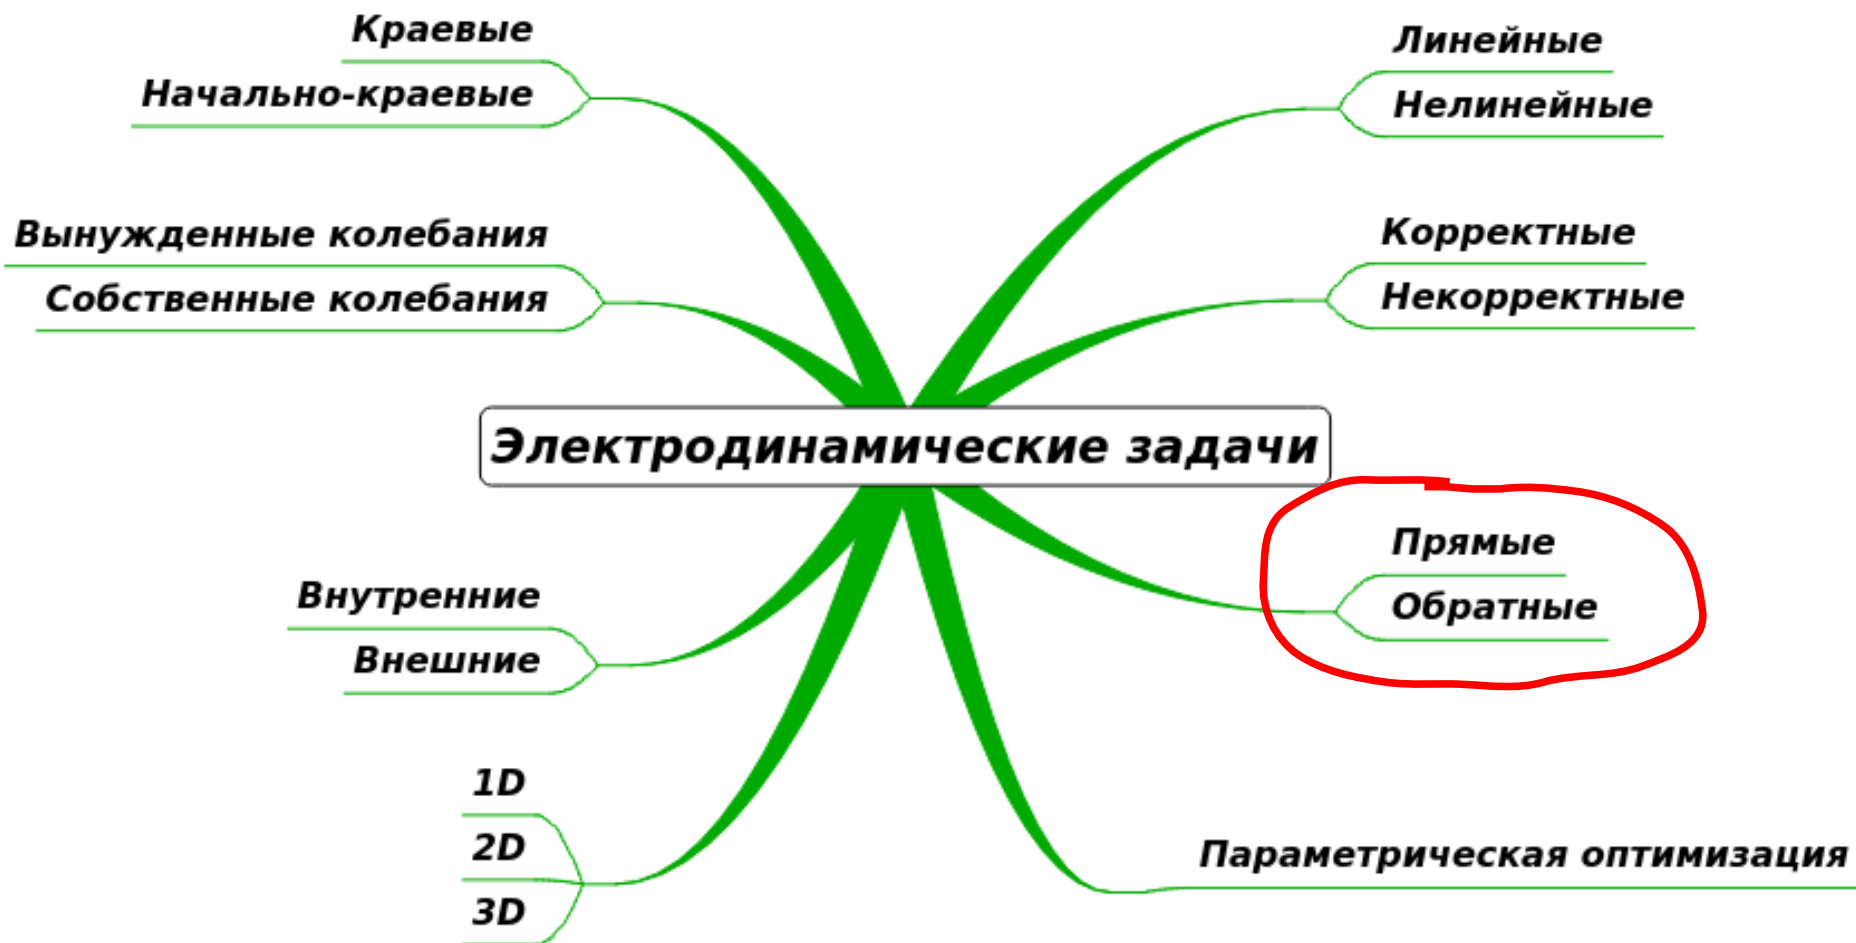 Краевые
Начально-краевые
Вынужденные колебания
Собственные колебания
Линейные
Нелинейные
Корректные
Некорректные
Электродинамические задачи
Прямые
Обратные
Внутренние
Внешние
1D
2D
3D
Параметрическая оптимизация